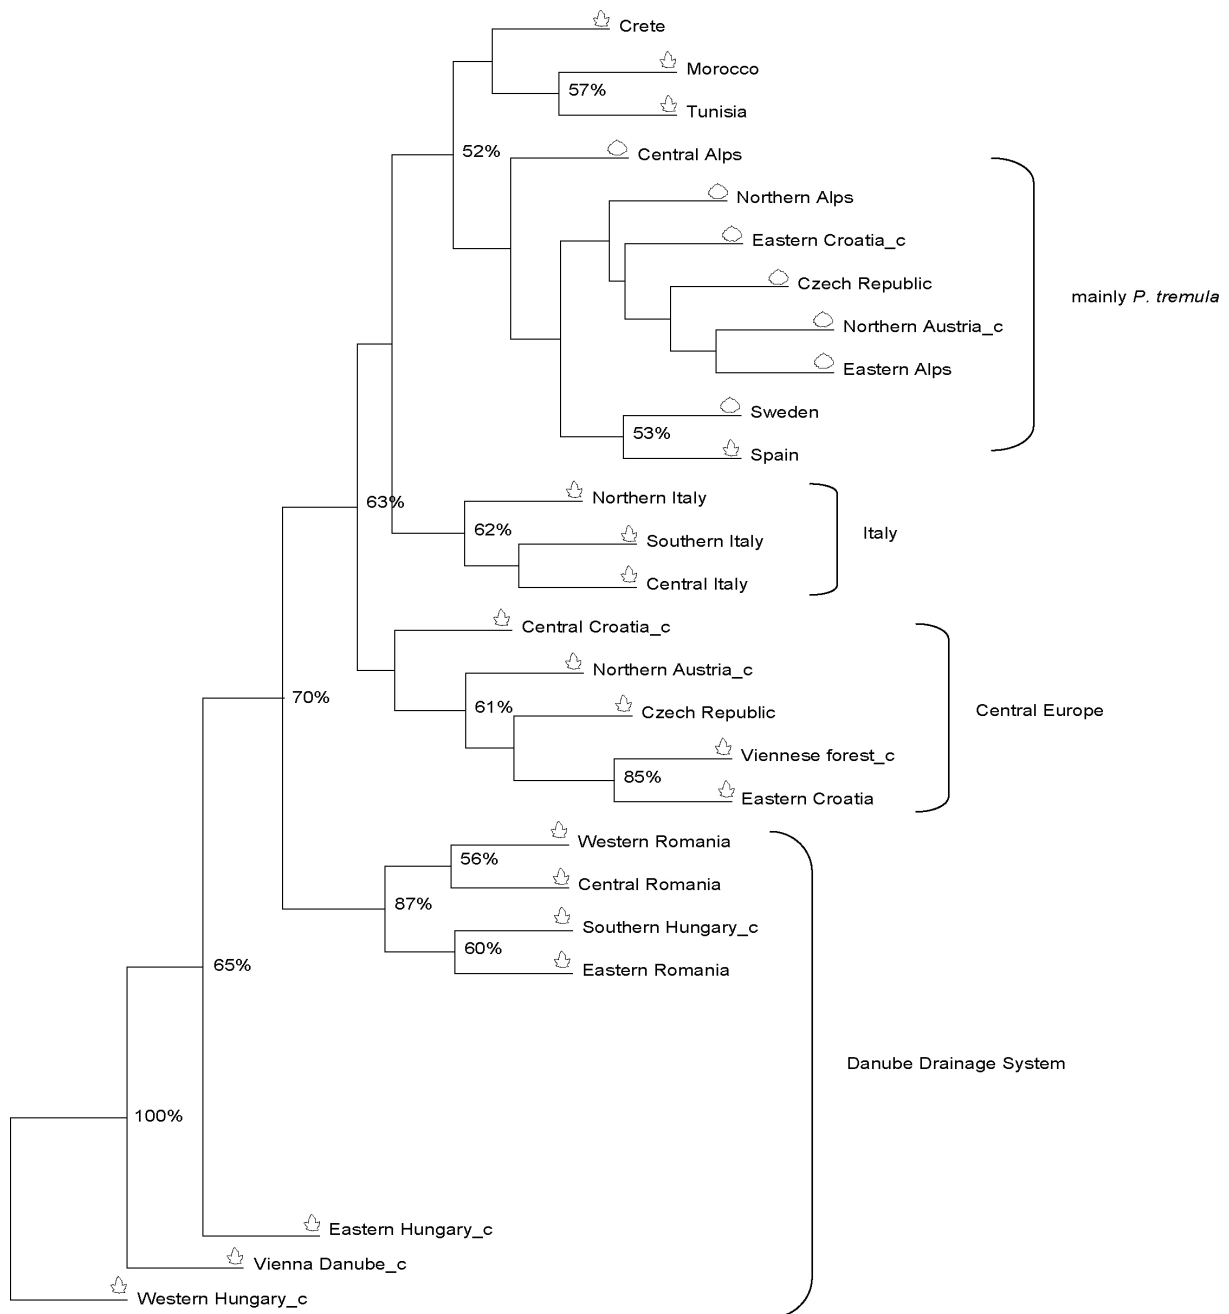 Crete
Morocco
57%
Tunisia
52%
Central Alps
Northern Alps
Eastern Croatia_c
Czech Republic
mainly P. tremula
Northern Austria_c
Eastern Alps
Sweden
53%
Spain
Northern Italy
63%
62%
Italy
Southern Italy
Central Italy
Central Croatia_c
Northern Austria_c
70%
61%
Czech Republic
Central Europe
Viennese forest_c
85%
Eastern Croatia
Western Romania
56%
Central Romania
87%
Southern Hungary_c
60%
65%
Eastern Romania
Danube Drainage System
100%
Eastern Hungary_c
Vienna Danube_c
Western Hungary_c